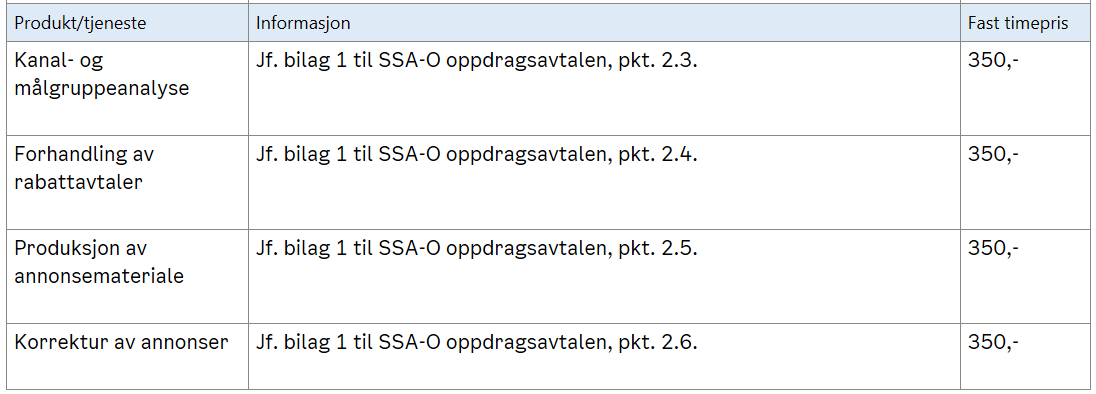 Produkt/tjeneste Informasjon Fast timepris
Kanal- og Jf. bilag 1 til SSA-O oppdragsavtalen, pkt. 2.3. 350,-
målgruppeanalyse
Forhandling av Jf. bilag 1 til SSA-O oppdragsavtalen, pkt. 2.4. 350,-
rabattavtaler
Produksjon av Jf. bilag 1 til SSA-O oppdragsavtalen, pkt. 2.5. 350,-
annonsemateriale
Korrektur av annonser Jf. bilag 1 til SSA-O oppdragsavtalen, pkt. 2.6. 350,-